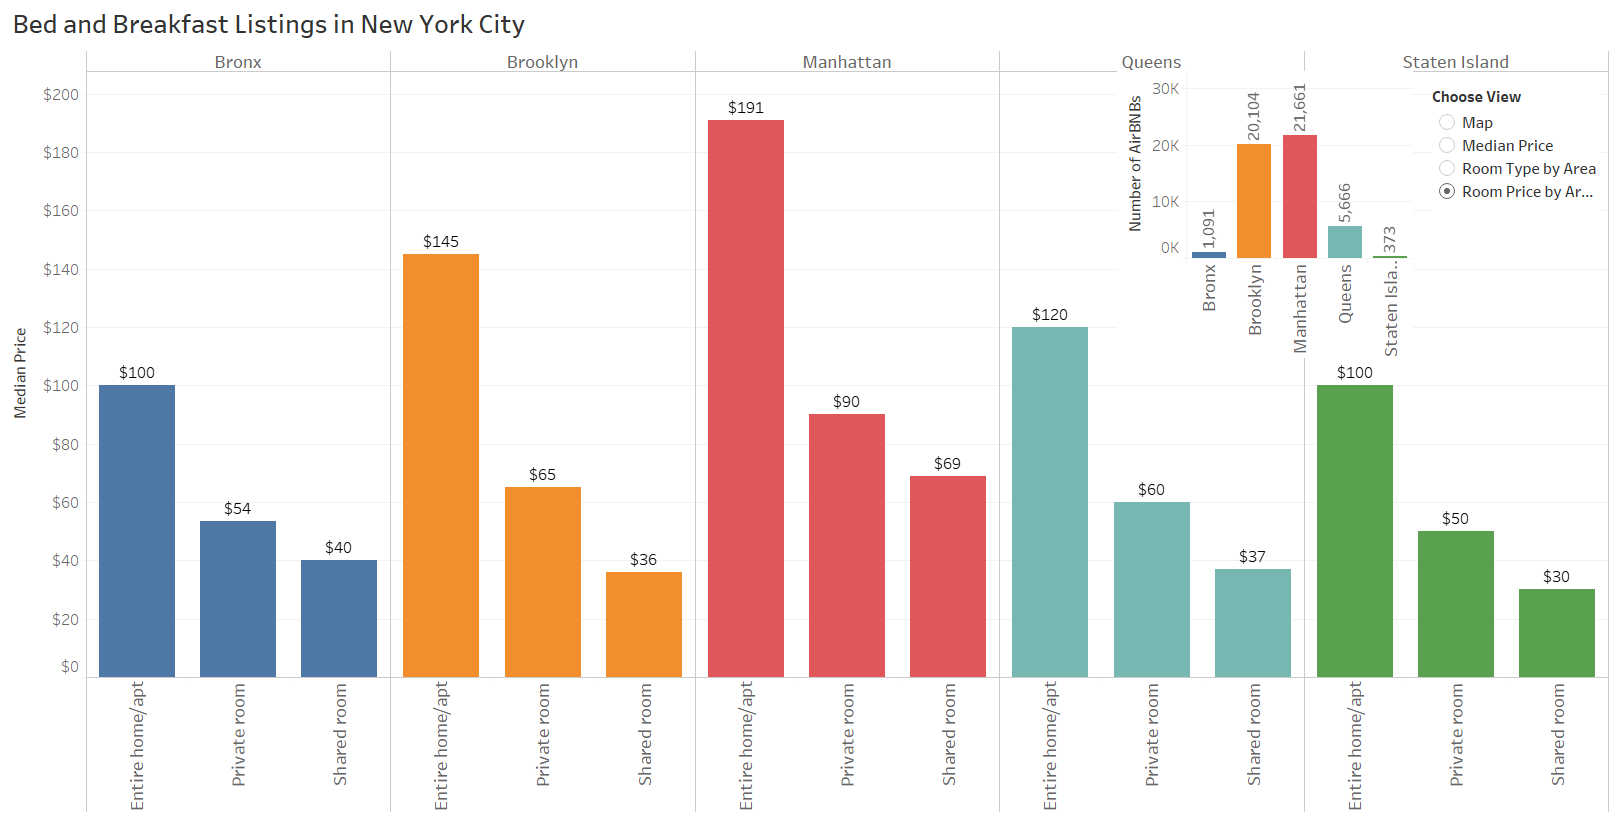 Bed and Breakfast Listings in New York City
Bronx
Brooklyn
Manhattan
Queens
Staten Island
Median Price
$200
$180
$160
$140
$120
$100
$80
$60
$40
$20
$0
$100
$54
$40
$145
$65
$36
$191
$90
$69
$120
$60
$37
$100
$50
$30
Entire home/apt
Private room
Shared room
Entire home/apt
Private room
Shared room
Entire home/apt
Private room
Shared room
Entire home/apt
Private room
Shared room
Entire home/apt
Private room
Shared room
Number of AirBNBs
30K
20K
10K
0K
1,091
20,104
21,661
5,666
373
Bronx
Brooklyn
Manhattan
Queens
Staten Isla..
Choose View
Map
Median Price
Room Type by Area
Room Price by Ar...